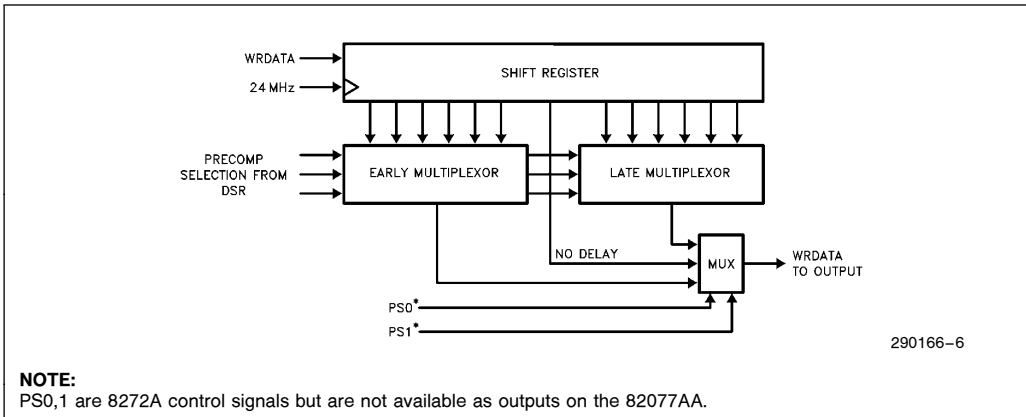 WRDATA
24 MHz
SHIFT REGISTER
PRECOMP
SELECTION FROM
DSR
EARLY MULTIPLEXOR
LATE MULTIPLEXOR
NO DELAY
MUX
WRDATA
TO OUTPUT
PS0*
PS1*
290166–6
NOTE:
PS0,1 are 8272A control signals but are not available as outputs on the 82077AA.